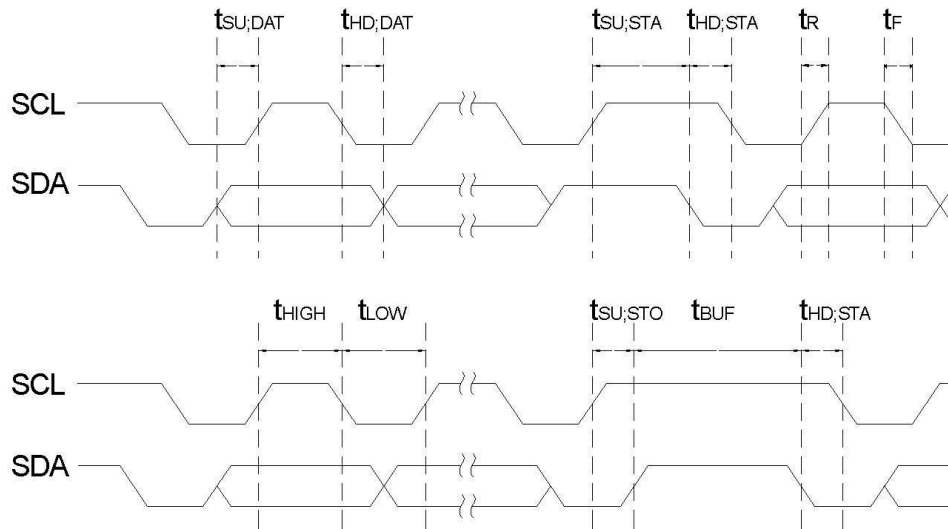 tSU;DAT tHD;DAT tSU;STA tHD;STA tR tF
SCL
SDA
tHIGH tLOW tSU;STO tBUF tHD;STA
SCL
SDA